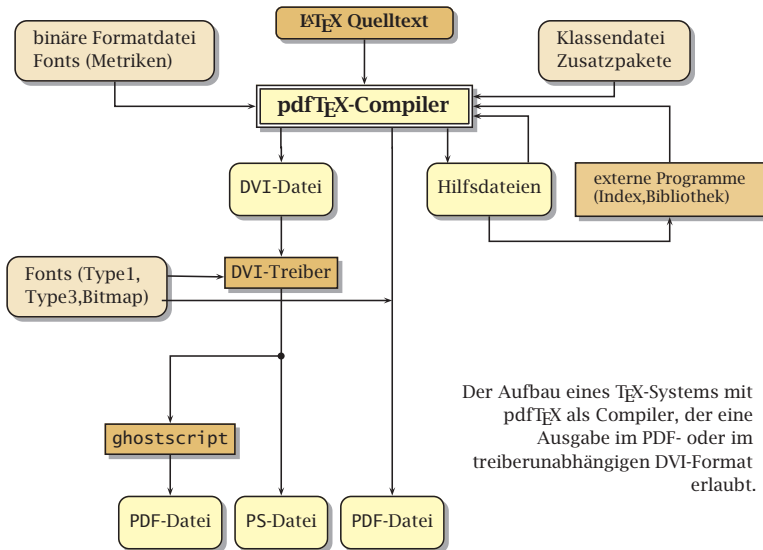 LATEX Quelltext
binäre Formatdatei
Fonts (Metriken)
Klassendatei
Zusatzpakete
pdfTEX-Compiler
DVI-Datei
Hilfsdateien
externe Programme
(Index,Bibliothek)
Fonts (Type1,
Type3,Bitmap)
DVI-Treiber
Der Aufbau eines TEX-Systems mit
pdfTEX als Compiler, der eine
Ausgabe im PDF- oder im
treiberunabhängigen DVI-Format
erlaubt.
ghostscript
PDF-Datei
PS-Datei
PDF-Datei